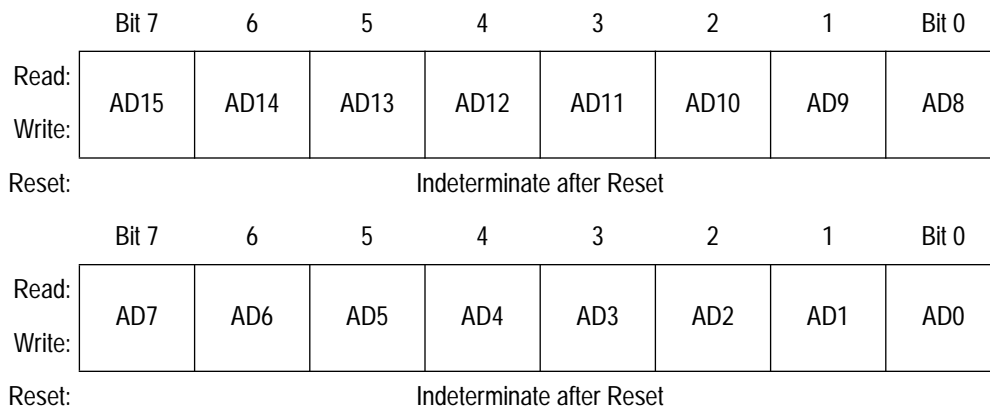 Bit 7 6 5 4 3 2 1 Bit 0
Read:
AD15 AD14 AD13 AD12 AD11 AD10 AD9 AD8
Write:
Reset: Indeterminate after Reset
Bit 7 6 5 4 3 2 1 Bit 0
Read:
AD7 AD6 AD5 AD4 AD3 AD2 AD1 AD0
Write:
Reset: Indeterminate after Reset